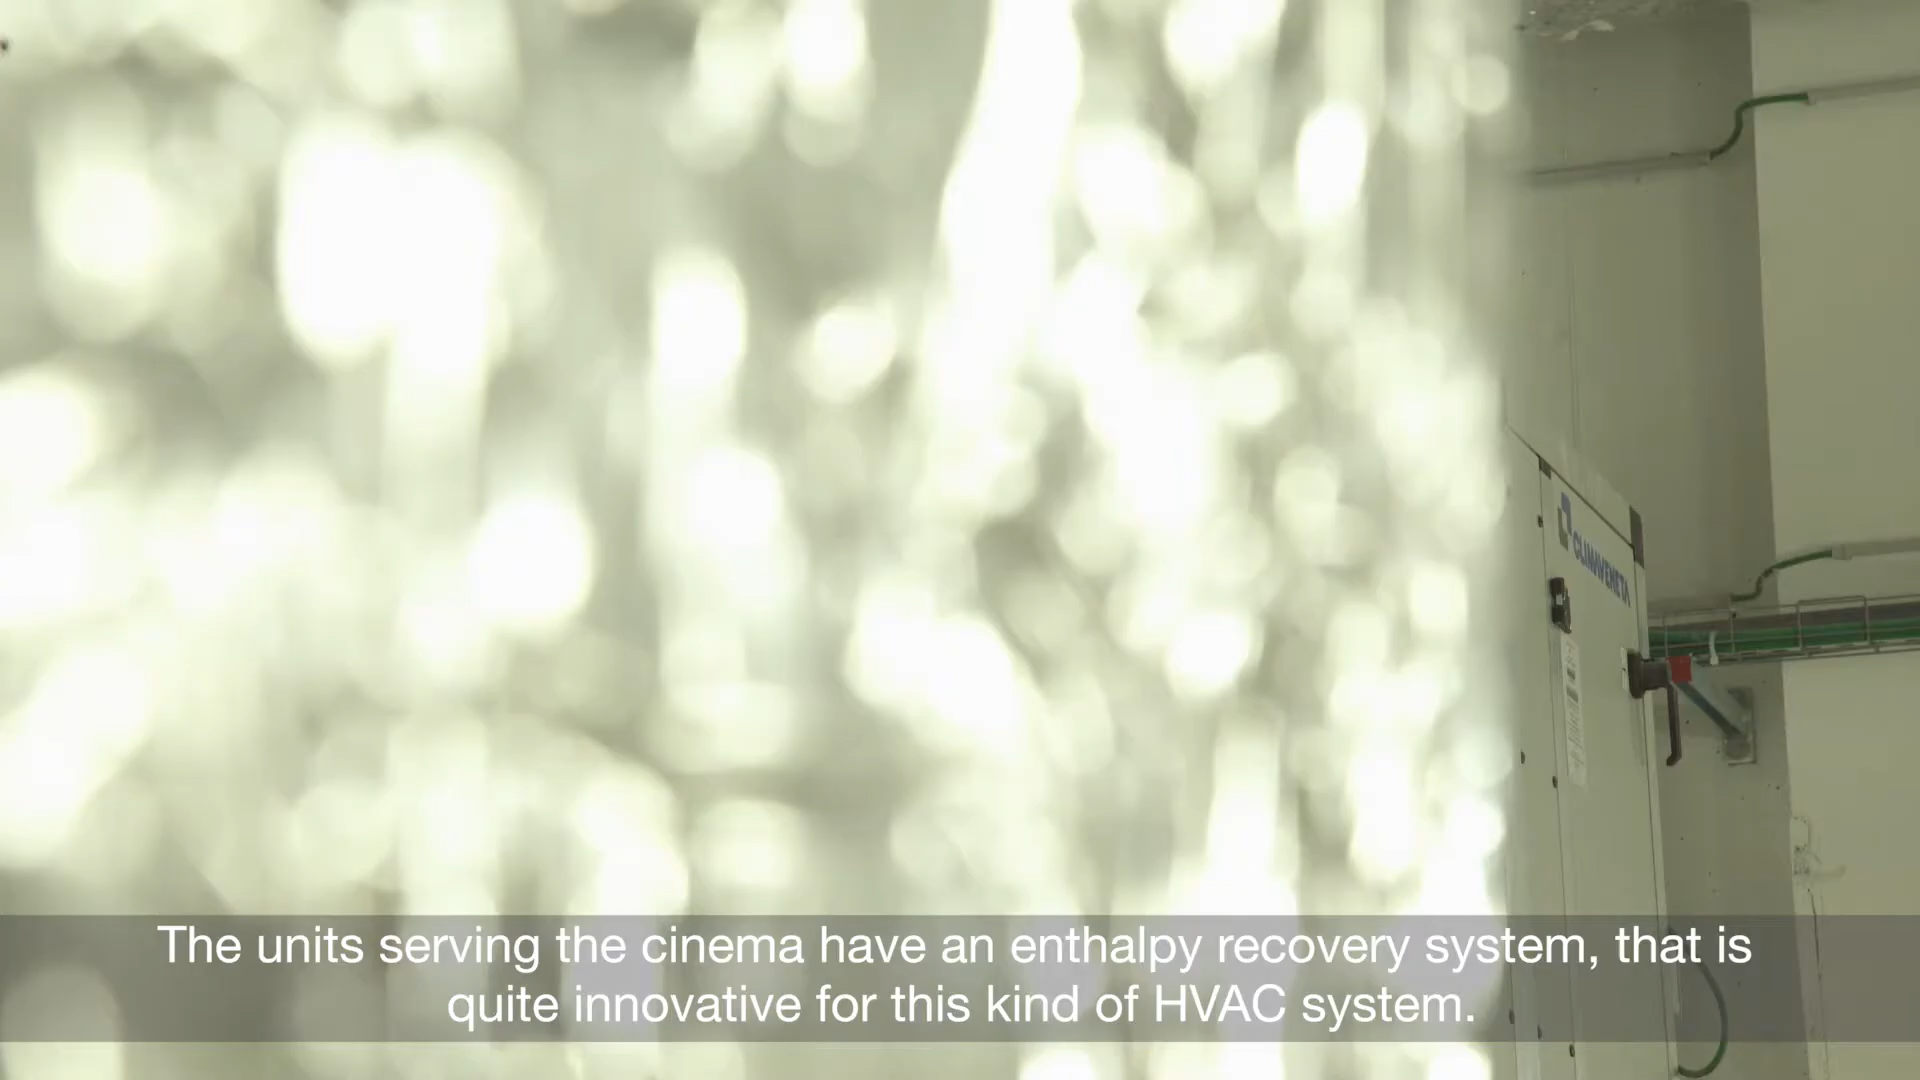 CLIMAVENETA
The units serving the cinema have an enthalpy recovery system, that is
quite innovative for this kind of HVAC system.